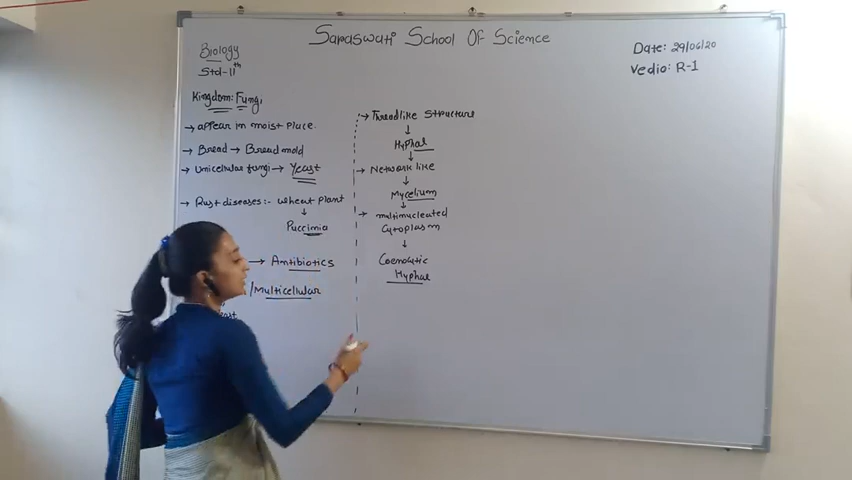 Saraswati School Of Science
Biology
Std-11th
Date: 29/06/20
Vedio: R-1
Kingdom: Fungi
→ appear in moist place.
→ Bread → Bread mold
→ Unicellular fungi → Yeast
→ Rust diseases:- wheat plant
↓
Puccinia
→ Antibiotics
/Multicellular
→ Threadlike structure
↓
Hyphae
↓
→ Network like
↓
Mycelium
↓
→ multinucleated
Cytoplasm
↓
Coenocytic
Hyphae